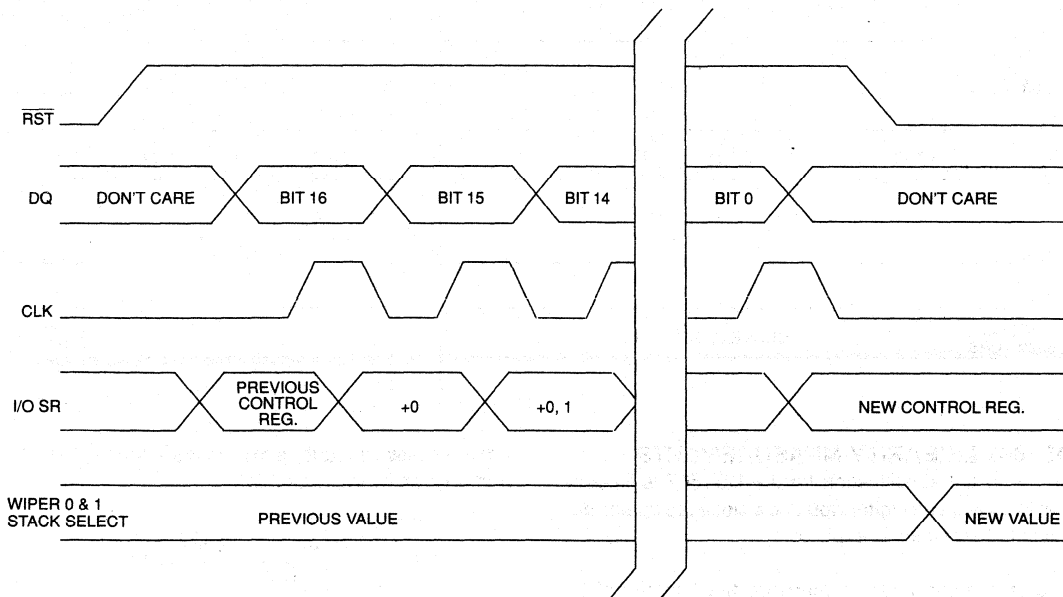 RST
DQ DON'T CARE BIT 16 BIT 15 BIT 14 BIT 0 DON'T CARE
CLK
I/O SR PREVIOUS CONTROL REG. +0 +0, 1 NEW CONTROL REG.
WIPER 0 & 1
STACK SELECT PREVIOUS VALUE NEW VALUE